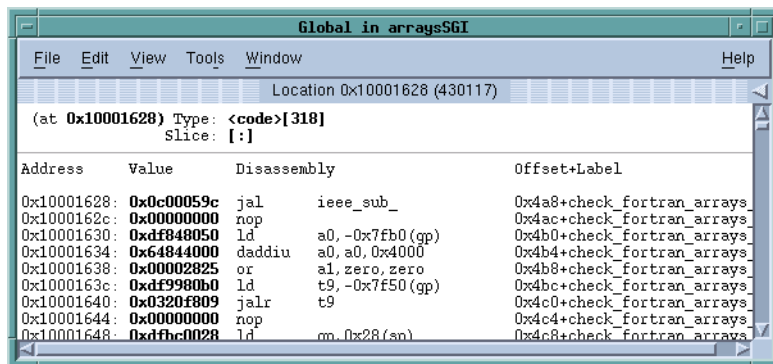 Global in arraysSGI
File Edit View Tools Window Help
Location 0x10001628 (430117)
(at 0x10001628) Type: <code>[318]
Slice: [:]
Address Value Disassembly Offset+Label
0x10001628: 0x0c00059c jal ieee_sub_ 0x4a8+check_fortran_arrays_
0x1000162c: 0x00000000 nop 0x4ac+check_fortran_arrays_
0x10001630: 0xdf848050 ld a0,-0x7fb0(gp) 0x4b0+check_fortran_arrays_
0x10001634: 0x64844000 daddiu a0,a0,0x4000 0x4b4+check_fortran_arrays_
0x10001638: 0x00002825 or a1,zero,zero 0x4b8+check_fortran_arrays_
0x1000163c: 0xdf9980b0 ld t9,-0x7f50(gp) 0x4bc+check_fortran_arrays_
0x10001640: 0x0320f809 jalr t9 0x4c0+check_fortran_arrays_
0x10001644: 0x00000000 nop 0x4c4+check_fortran_arrays_
0x10001648: 0xdfbc0028 ld gp,0x28(sp) 0x4c8+check_fortran_arrays_